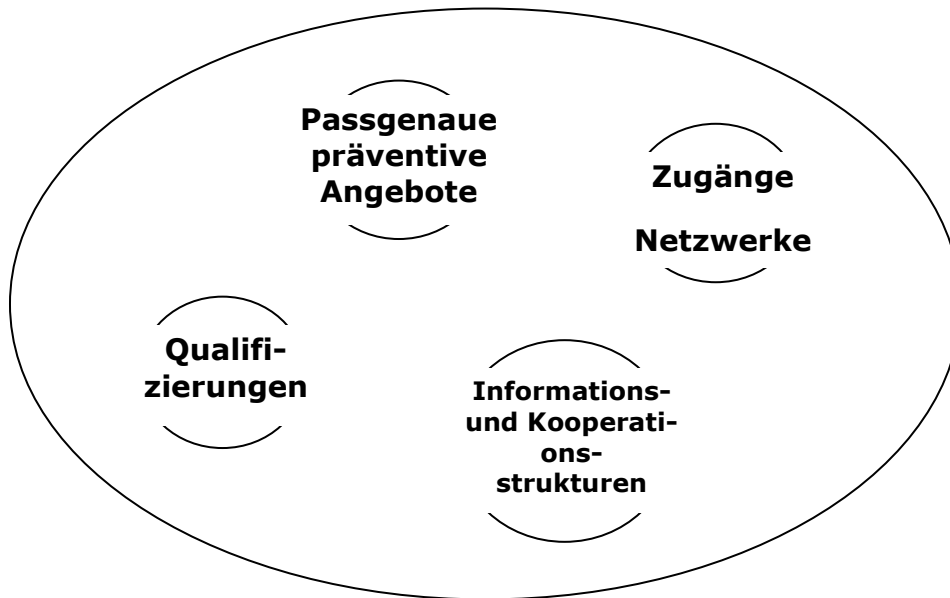 Passgenaue
präventive
Angebote
Zugänge
Netzwerke
Qualifi-
zierungen
Informations-
und Kooperati-
ons-
strukturen